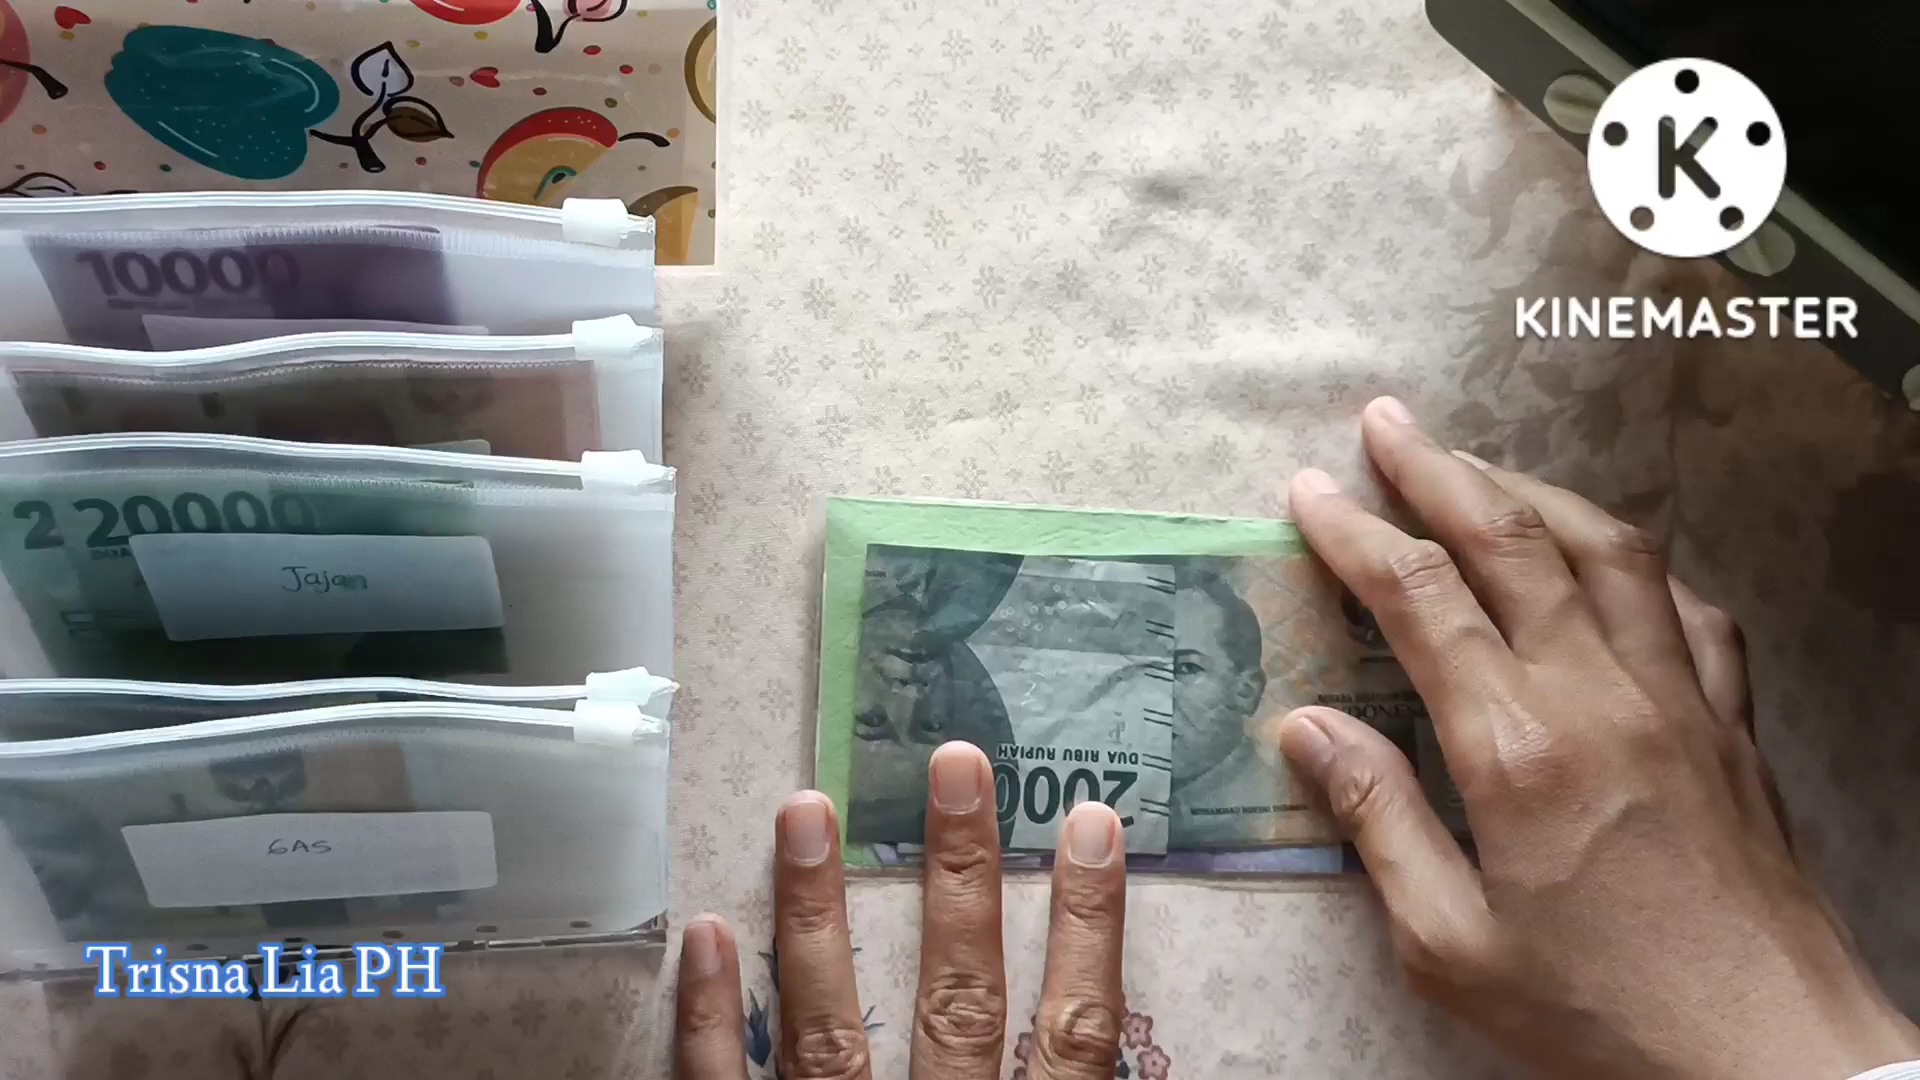 K
KINEMASTER
10000
2 20000
Jajan
GAS
DUA RIBU RUPIAH
2000
Trisna Lia PH